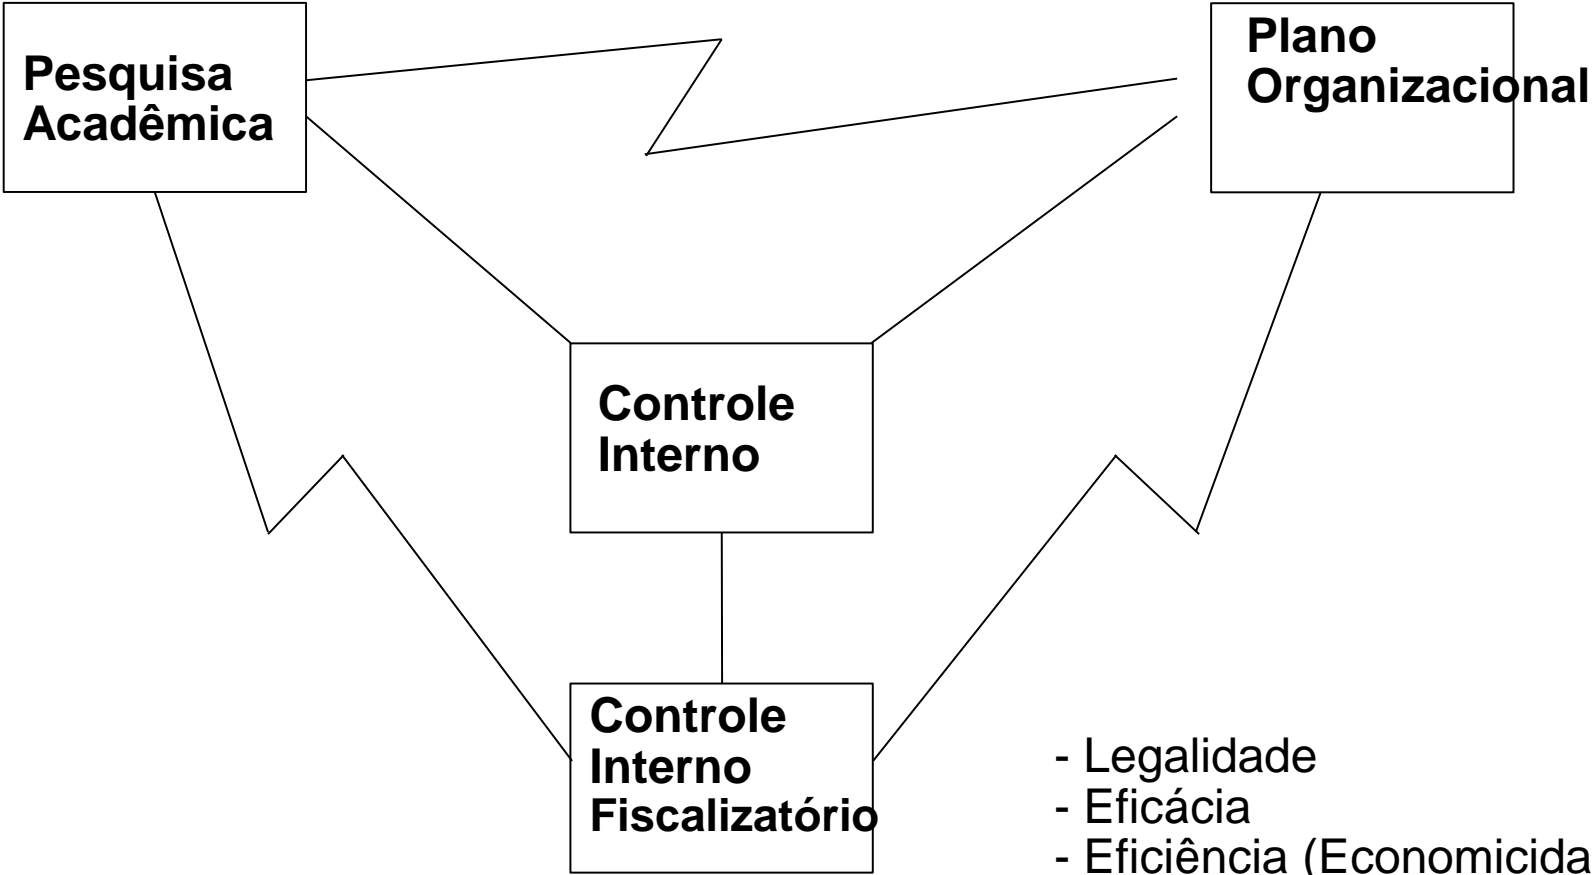 Pesquisa
Acadêmica
Plano
Organizacional
Controle
Interno
Controle
Interno
Fiscalizatório
- Legalidade
- Eficácia
- Eficiência (Economicida